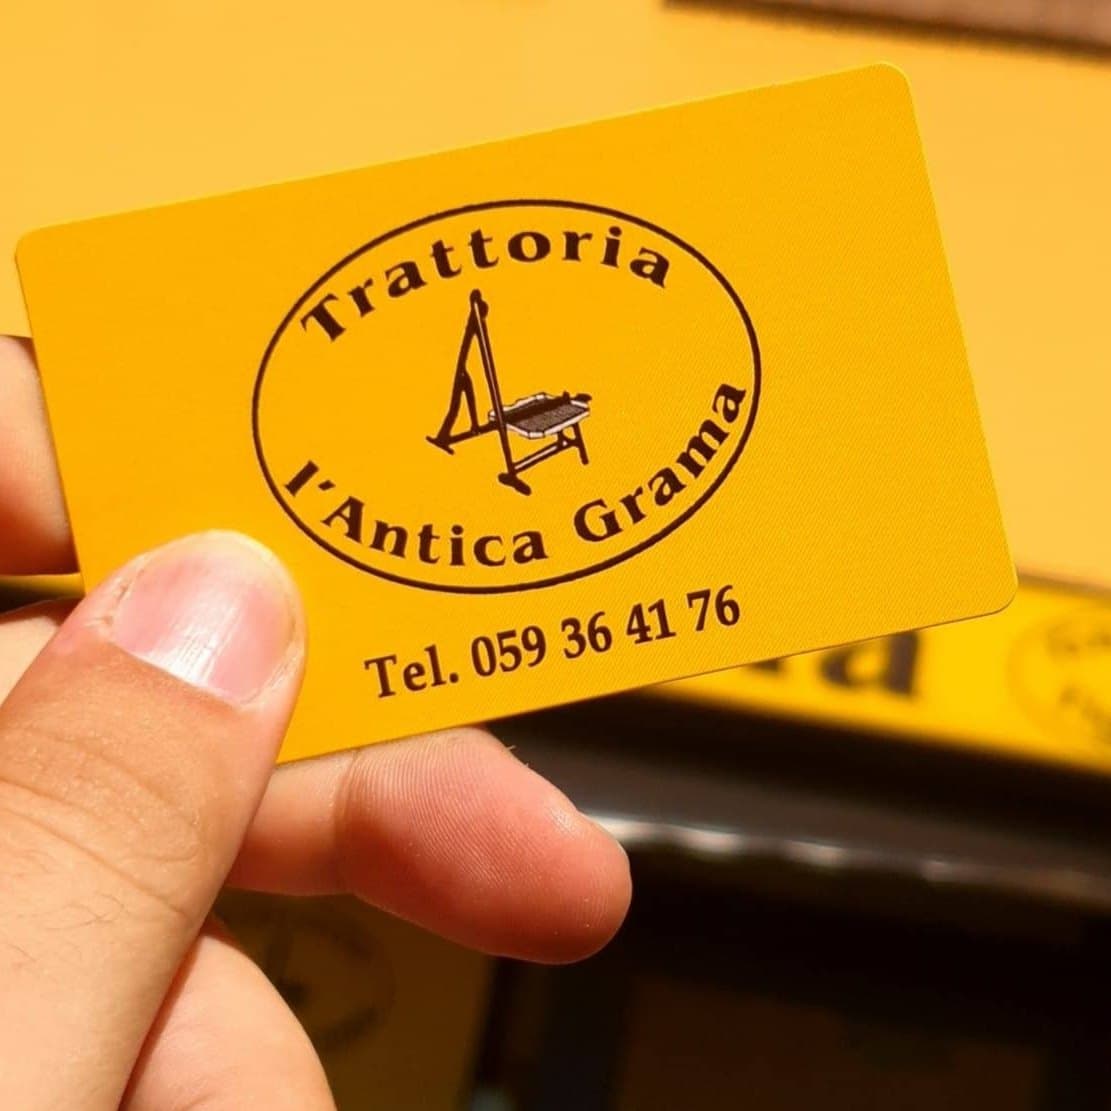 Trattoria
l'Antica Grama
Tel. 059 36 41 76